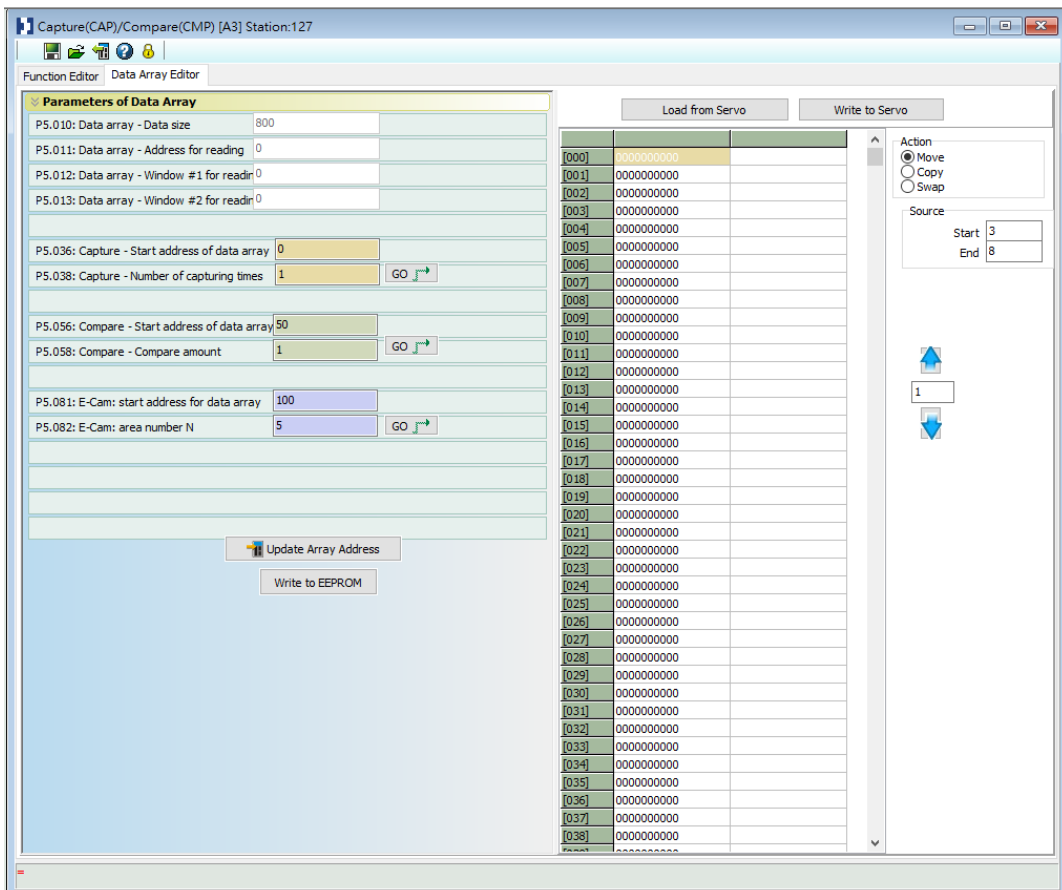 Capture(CAP)/Compare(CMP) [A3] Station:127
Function Editor Data Array Editor
Parameters of Data Array
P5.010: Data array - Data size 800
P5.011: Data array - Address for reading 0
P5.012: Data array - Window #1 for readin 0
P5.013: Data array - Window #2 for readin 0
P5.036: Capture - Start address of data array 0
P5.038: Capture - Number of capturing times 1 GO
P5.056: Compare - Start address of data array 50
P5.058: Compare - Compare amount 1 GO
P5.081: E-Cam: start address for data array 100
P5.082: E-Cam: area number N 5 GO
Update Array Address
Write to EEPROM
Load from Servo Write to Servo
[000] 0000000000
[001] 0000000000
[002] 0000000000
[003] 0000000000
[004] 0000000000
[005] 0000000000
[006] 0000000000
[007] 0000000000
[008] 0000000000
[009] 0000000000
[010] 0000000000
[011] 0000000000
[012] 0000000000
[013] 0000000000
[014] 0000000000
[015] 0000000000
[016] 0000000000
[017] 0000000000
[018] 0000000000
[019] 0000000000
[020] 0000000000
[021] 0000000000
[022] 0000000000
[023] 0000000000
[024] 0000000000
[025] 0000000000
[026] 0000000000
[027] 0000000000
[028] 0000000000
[029] 0000000000
[030] 0000000000
[031] 0000000000
[032] 0000000000
[033] 0000000000
[034] 0000000000
[035] 0000000000
[036] 0000000000
[037] 0000000000
[038] 0000000000
Action
Move
Copy
Swap
Source
Start 3
End 8
1
=